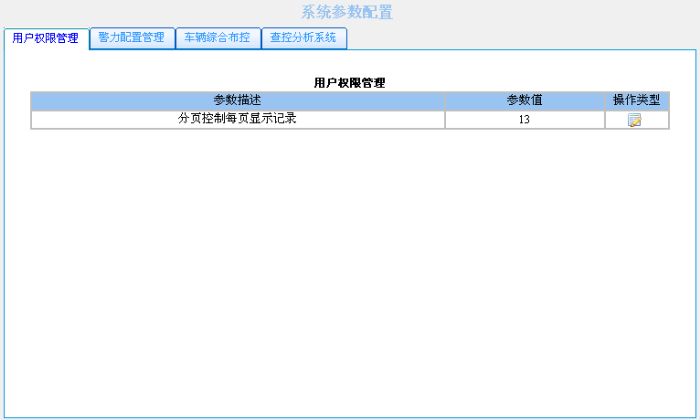 系统参数配置
用户权限管理 警力配置管理 车辆综合布控 查控分析系统
用户权限管理
参数描述 参数值 操作类型
分页控制每页显示记录 13